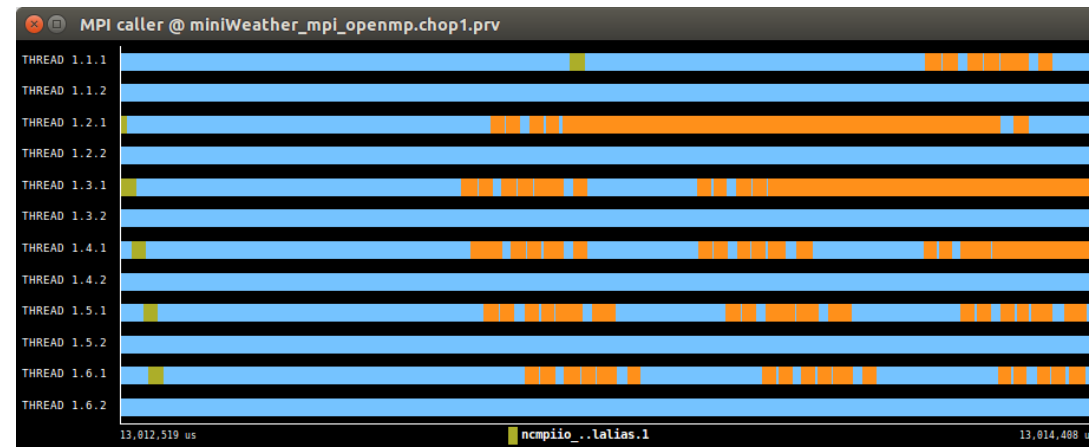 MPI caller @ miniWeather_mpi_openmp.chop1.prv
THREAD 1.1.1
THREAD 1.1.2
THREAD 1.2.1
THREAD 1.2.2
THREAD 1.3.1
THREAD 1.3.2
THREAD 1.4.1
THREAD 1.4.2
THREAD 1.5.1
THREAD 1.5.2
THREAD 1.6.1
THREAD 1.6.2
13,012,519 us ncmpiio_..lalias.1 13,014,408 u